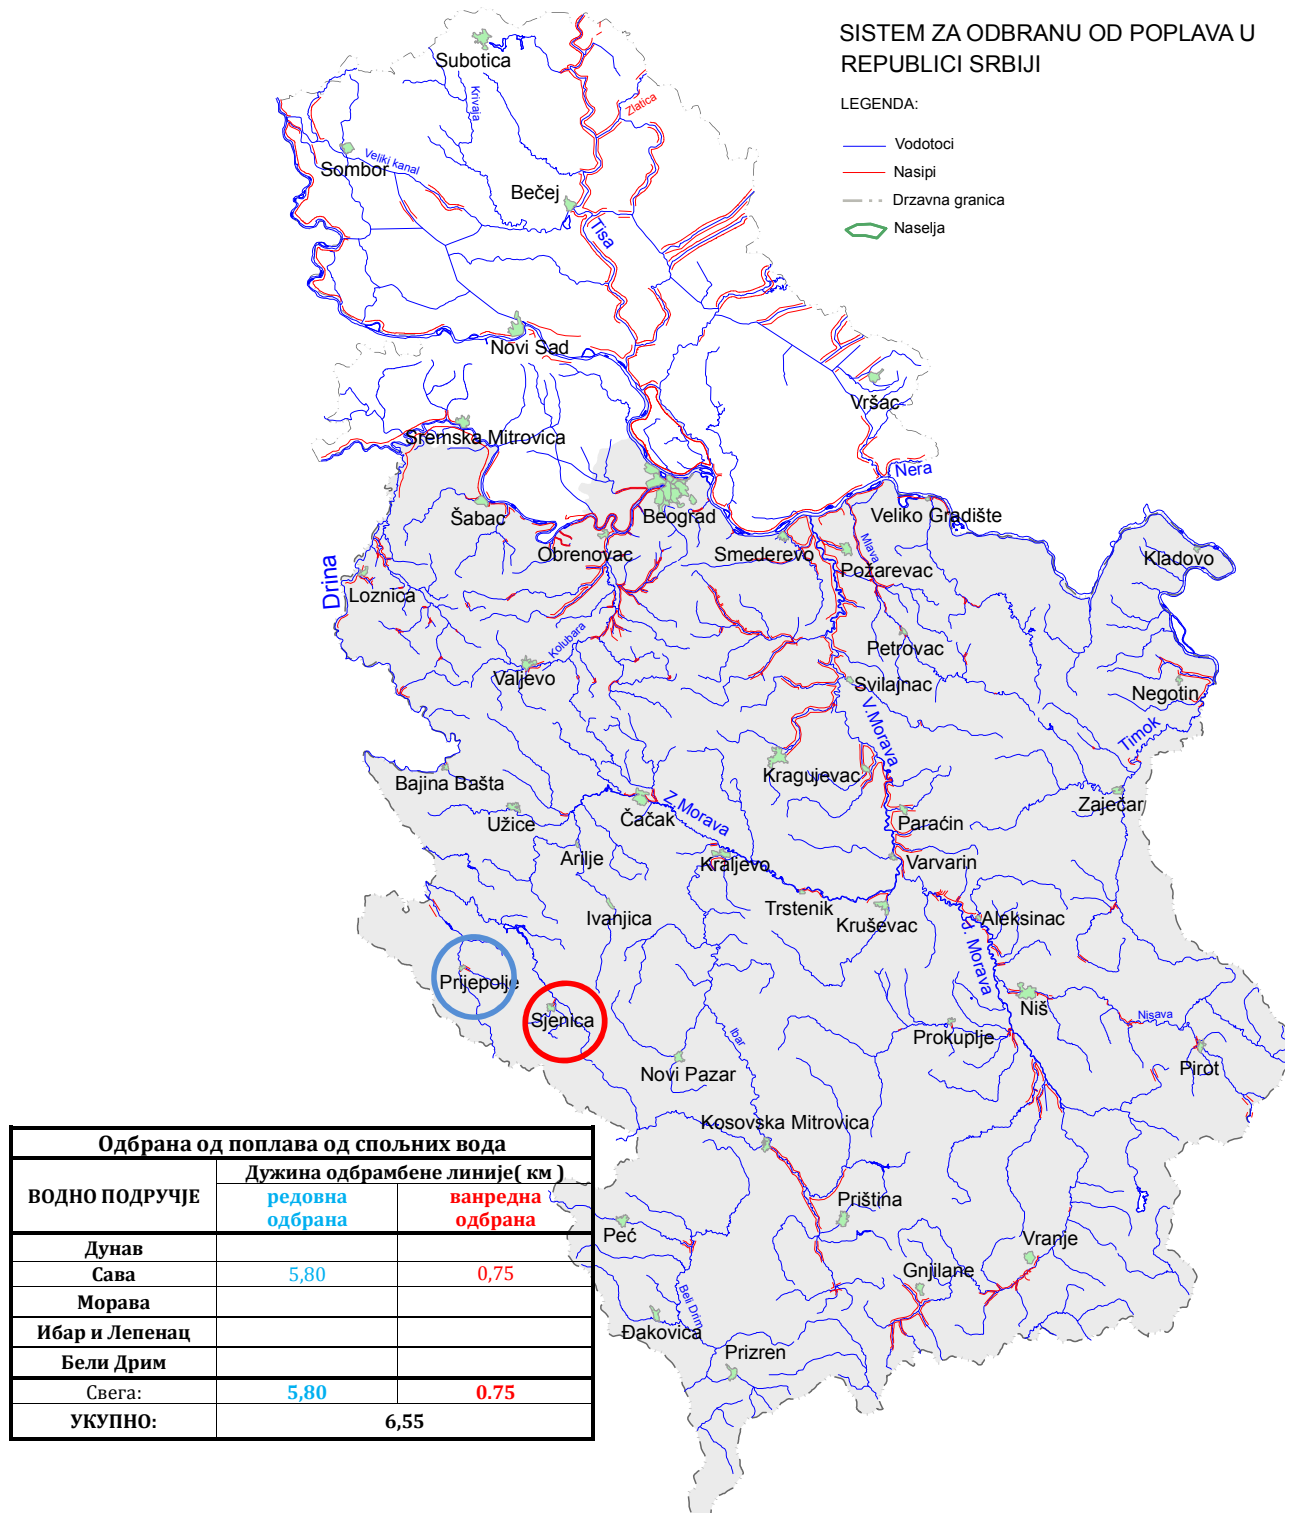 SISTEM ZA ODBRANU OD POPLAVA U
REPUBLICI SRBIJI
LEGENDA:
Vodotoci
Nasipi
Drzavna granica
Naselja
Subotica
Krivaja
Zlatica
Sombor
Veliki kanal
Bečej
Tisa
Novi Sad
Vršac
Sremska Mitrovica
Nera
Šabac
Beograd
Veliko Gradište
Obrenovac
Smederevo
Mlava
Požarevac
Kladovo
Drina
Loznica
Kolubara
Petrovac
Valjevo
Svilajnac
Negotin
V.Morava
Timok
Bajina Bašta
Kragujevac
Zaječar
Užice
Čačak
Z.Morava
Paraćin
Arilje
Kraljevo
Varvarin
Ivanjica
Trstenik
Kruševac
Aleksinac
J. Morava
Prijepolje
Sjenica
Niš
Nisava
Ibar
Prokuplje
Novi Pazar
Pirot
Kosovska Mitrovica
Priština
Peć
Vranje
Gnjilane
Beli Drim
Đakovica
Prizren
Одбрана од поплава од спољних вода
ВОДНО ПОДРУЧЈЕ
Дужина одбрамбене линије( км )
редовна одбрана
ванредна одбрана
Дунав
Сава 5,80 0,75
Морава
Ибар и Лепенац
Бели Дрим
Свега: 5,80 0.75
УКУПНО: 6,55